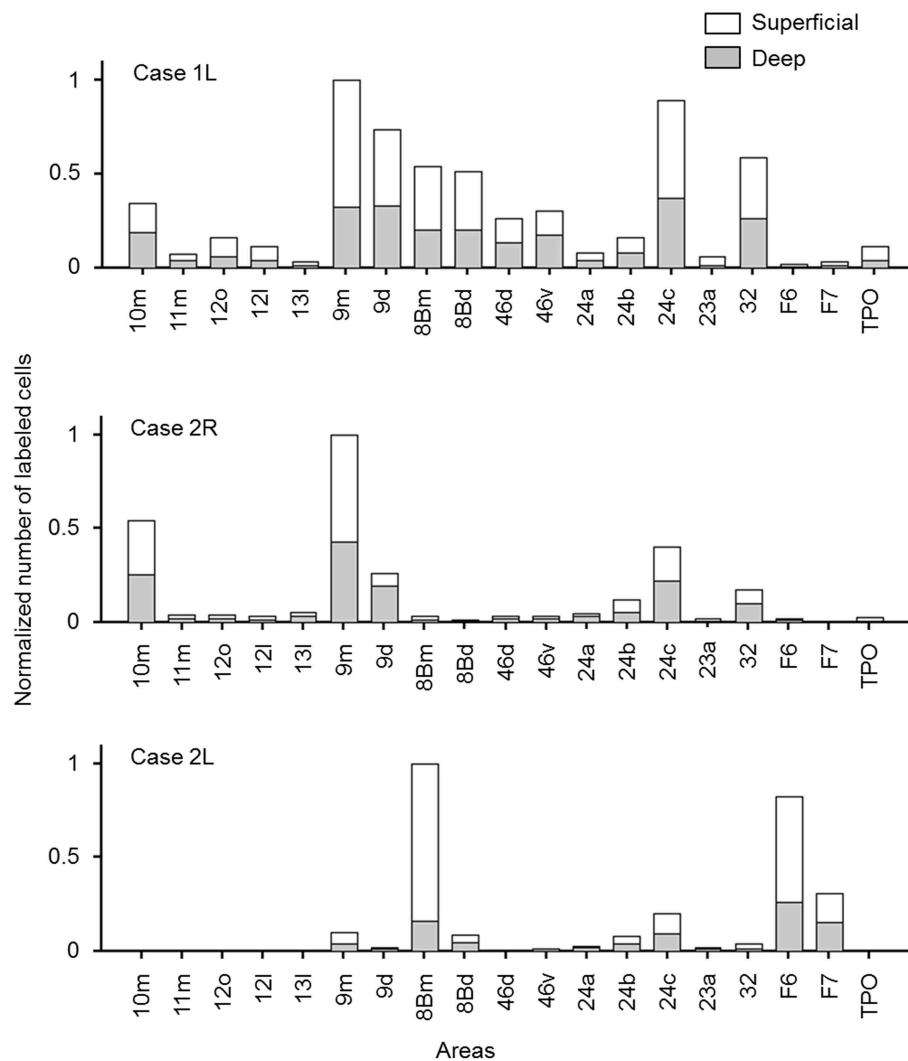 Superficial
Deep
Case 1L
1
0.5
0
10m 11m 12o 12l 13l 9m 9d 8Bm 8Bd 46d 46v 24a 24b 24c 23a 32 F6 F7 TPO
Normalized number of labeled cells
Case 2R
1
0.5
0
10m 11m 12o 12l 13l 9m 9d 8Bm 8Bd 46d 46v 24a 24b 24c 23a 32 F6 F7 TPO
Case 2L
1
0.5
0
10m 11m 12o 12l 13l 9m 9d 8Bm 8Bd 46d 46v 24a 24b 24c 23a 32 F6 F7 TPO
Areas